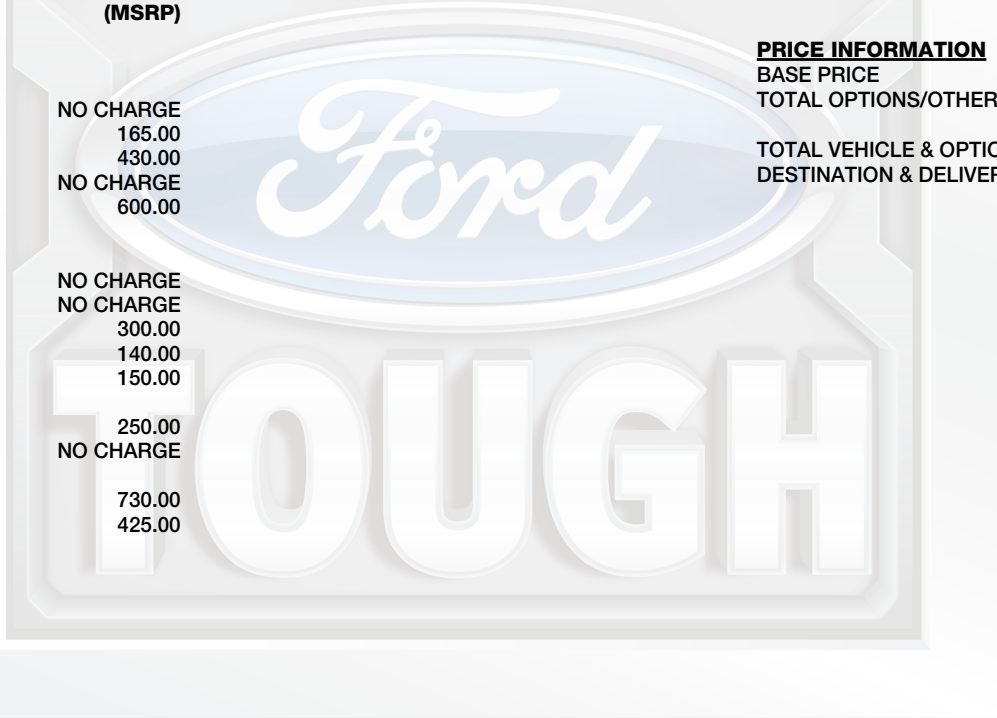 (MSRP)
NO CHARGE
165.00
430.00
NO CHARGE
600.00
NO CHARGE
NO CHARGE
300.00
140.00
150.00
250.00
NO CHARGE
730.00
425.00
PRICE INFORMATION
BASE PRICE
TOTAL OPTIONS/OTHER
TOTAL VEHICLE & OPTIO
DESTINATION & DELIVER
Ford
TOUGH